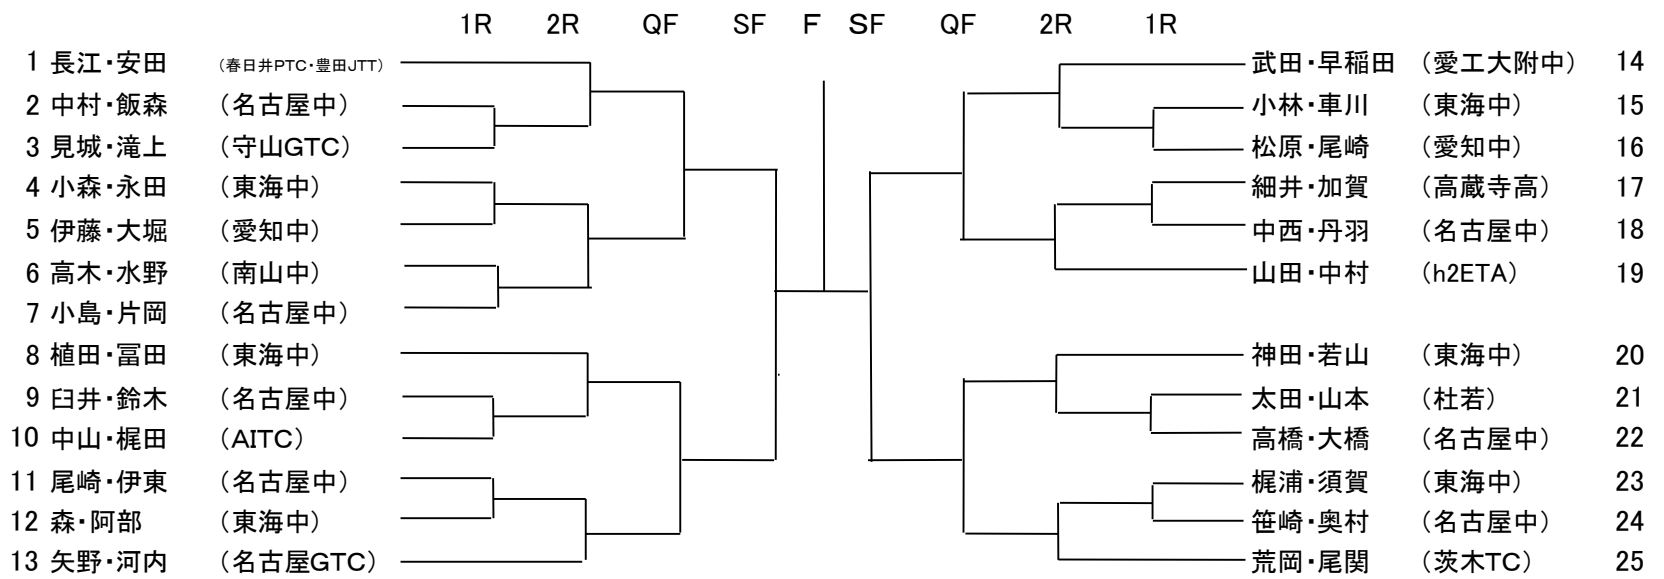 1R 2R QF SF F SF QF 2R 1R
1 長江・安田 （春日井PTC・豊田JTT） 武田・早稲田 （愛工大附中） 14
2 中村・飯森 （名古屋中） 小林・車川 （東海中） 15
3 見城・滝上 （守山GTC） 松原・尾崎 （愛知中） 16
4 小森・永田 （東海中） 細井・加賀 （高蔵寺高） 17
5 伊藤・大堀 （愛知中） 中西・丹羽 （名古屋中） 18
6 高木・水野 （南山中） 山田・中村 （h2ETA） 19
7 小島・片岡 （名古屋中）
8 植田・冨田 （東海中） 神田・若山 （東海中） 20
9 臼井・鈴木 （名古屋中） 太田・山本 （杜若） 21
10 中山・梶田 （AITC） 高橋・大橋 （名古屋中） 22
11 尾崎・伊東 （名古屋中） 梶浦・須賀 （東海中） 23
12 森・阿部 （東海中） 笹崎・奥村 （名古屋中） 24
13 矢野・河内 （名古屋GTC） 荒岡・尾関 （茨木TC） 25